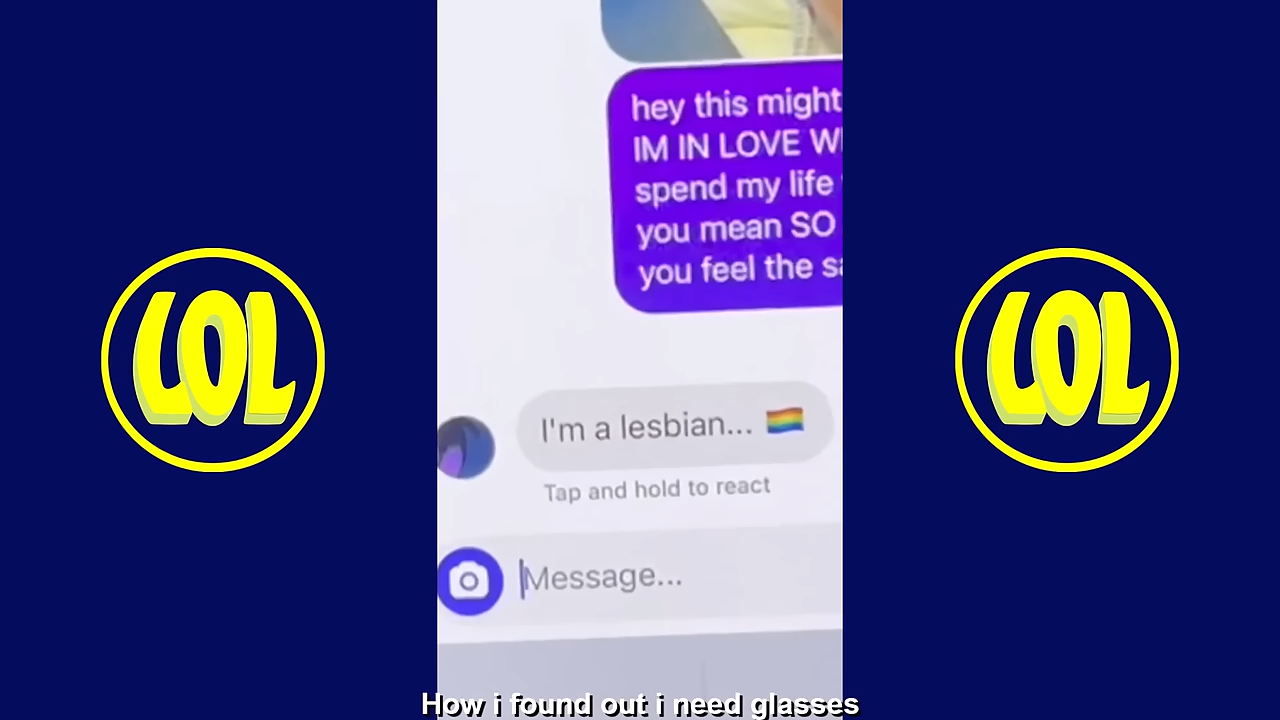 hey this might
IM IN LOVE W
spend my life
you mean SO
you feel the sa
LOL
LOL
I'm a lesbian... 🏳️‍🌈
Tap and hold to react
Message...
How i found out i need glasses